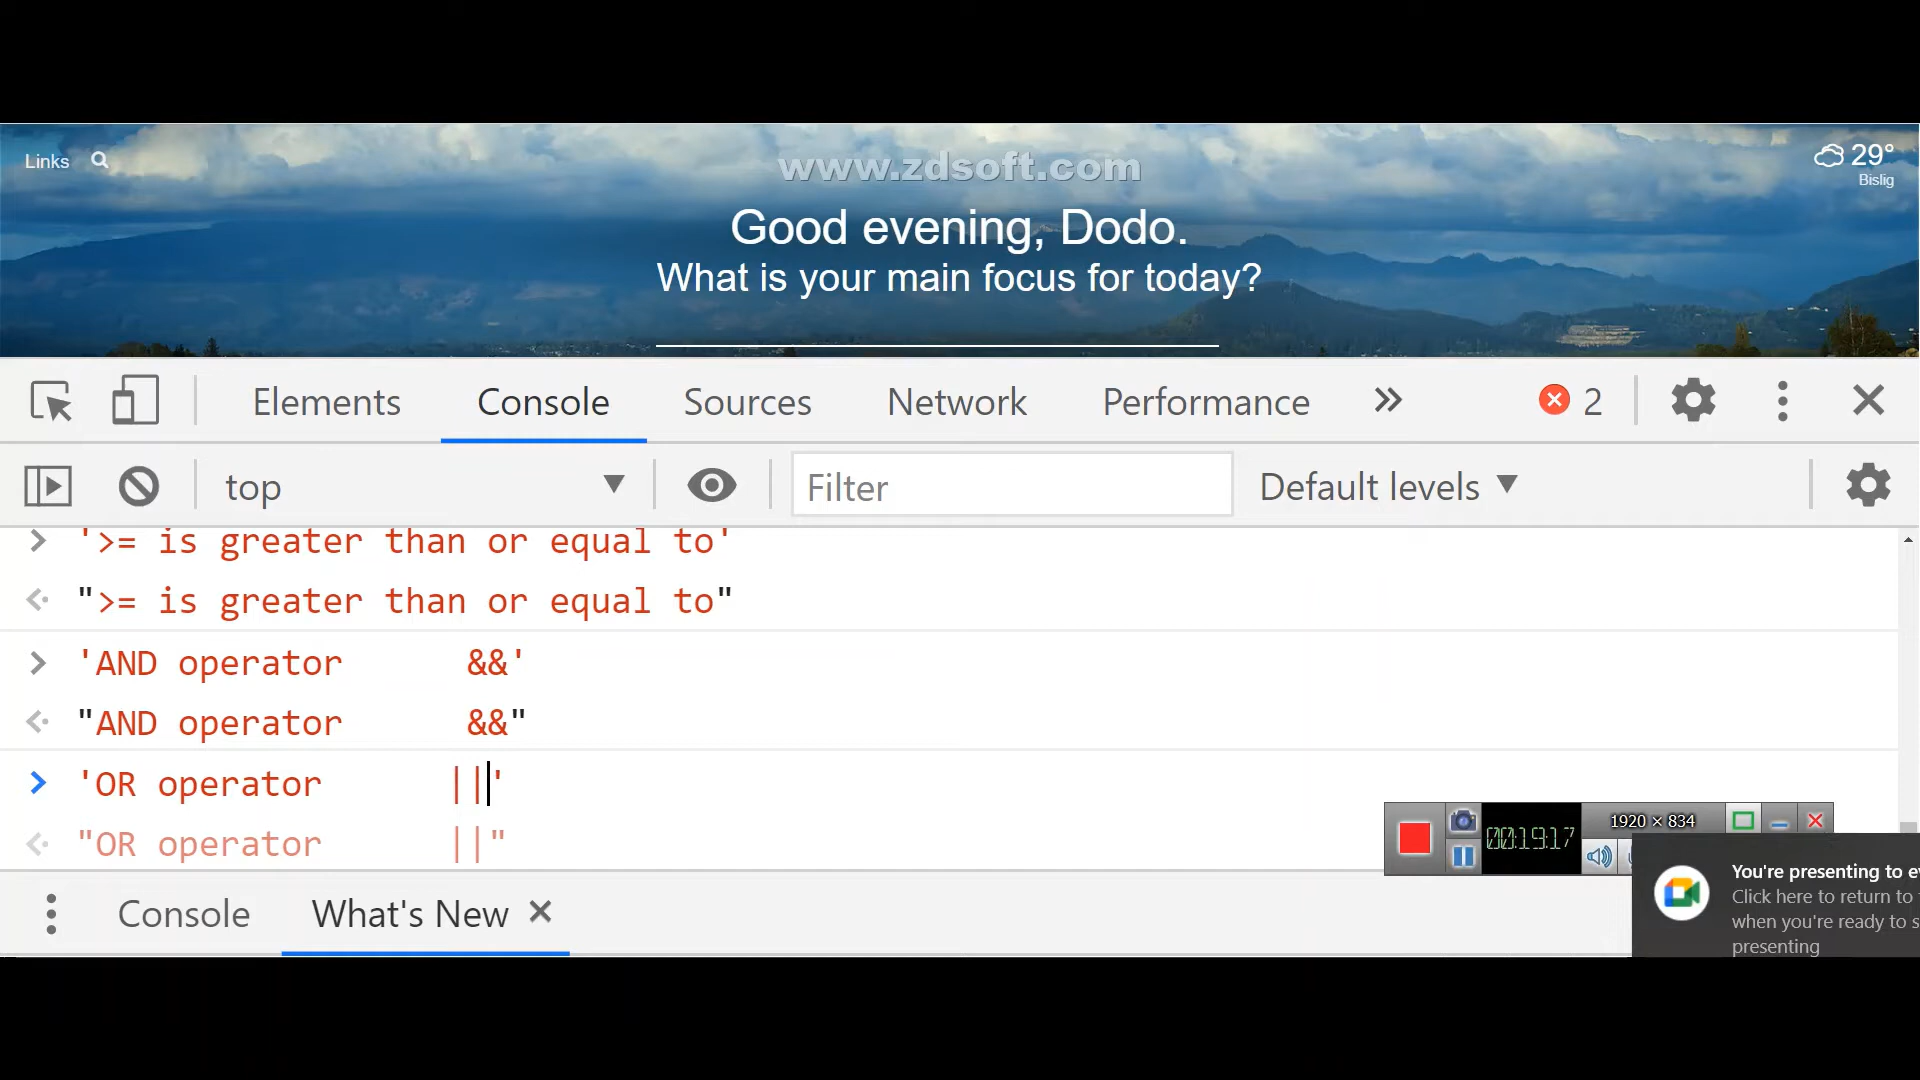 Links
www.zdsoft.com
29°
Bislig
Good evening, Dodo.
What is your main focus for today?
Elements Console Sources Network Performance » 2
top Filter Default levels
> '>= is greater than or equal to'
">= is greater than or equal to"
> 'AND operator      &&'
"AND operator      &&"
> 'OR operator      ||'
"OR operator      ||"
00:19:17 1920 × 834
You're presenting to
Click here to return to
when you're ready to
presenting
Console What's New